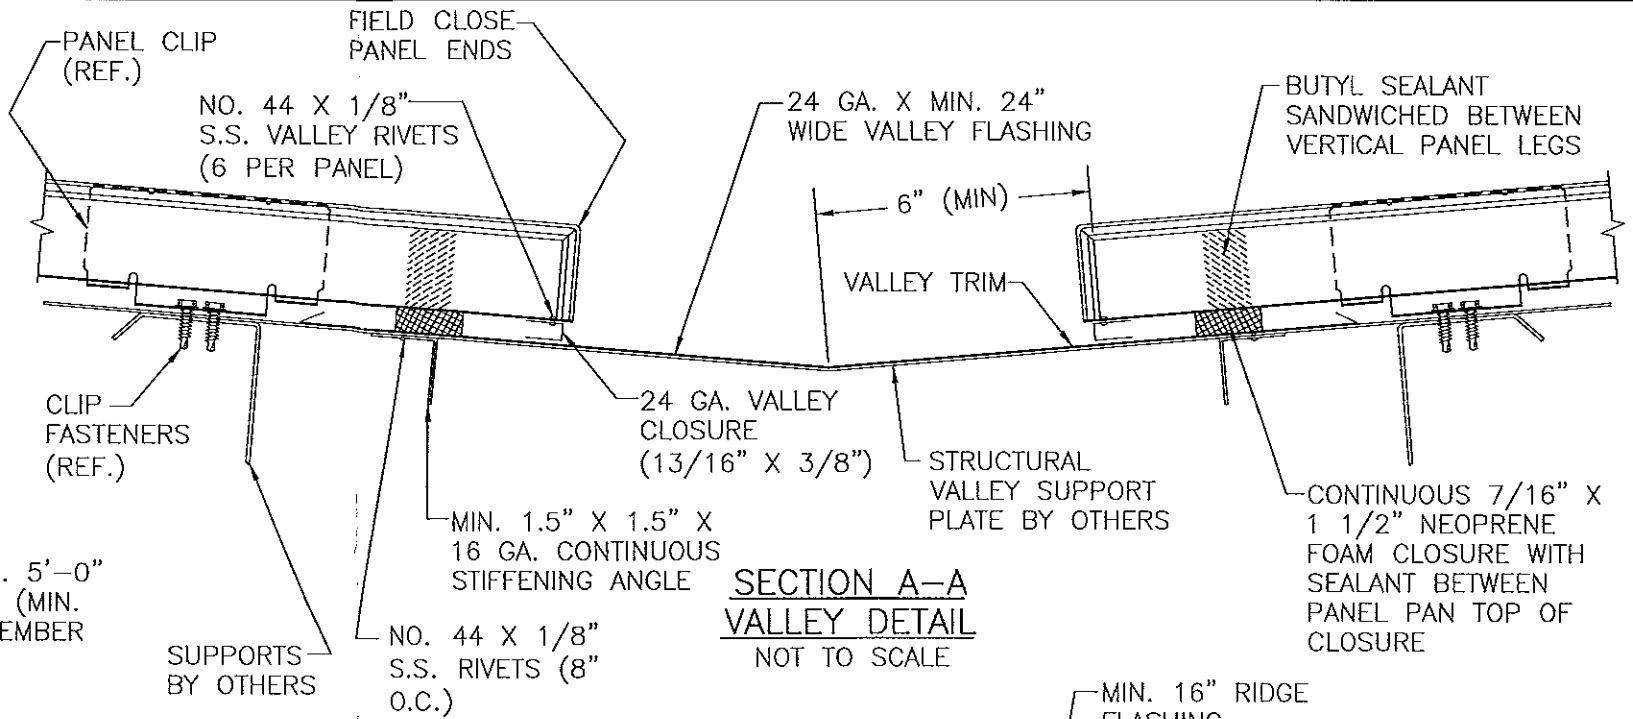 PANEL CLIP
(REF.)
FIELD CLOSE
PANEL ENDS
NO. 44 X 1/8"
S.S. VALLEY RIVETS
(6 PER PANEL)
24 GA. X MIN. 24"
WIDE VALLEY FLASHING
BUTYL SEALANT
SANDWICHED BETWEEN
VERTICAL PANEL LEGS
6" (MIN)
VALLEY TRIM
CLIP
FASTENERS
(REF.)
24 GA. VALLEY
CLOSURE
(13/16" X 3/8")
STRUCTURAL
VALLEY SUPPORT
PLATE BY OTHERS
CONTINUOUS 7/16" X
1 1/2" NEOPRENE
FOAM CLOSURE WITH
SEALANT BETWEEN
PANEL PAN TOP OF
CLOSURE
MIN. 1.5" X 1.5" X
16 GA. CONTINUOUS
STIFFENING ANGLE
. 5'-0"
(MIN.
EMBER
SUPPORTS
BY OTHERS
NO. 44 X 1/8"
S.S. RIVETS (8"
O.C.)
SECTION A-A
VALLEY DETAIL
NOT TO SCALE
MIN. 16" RIDGE
FLASHING